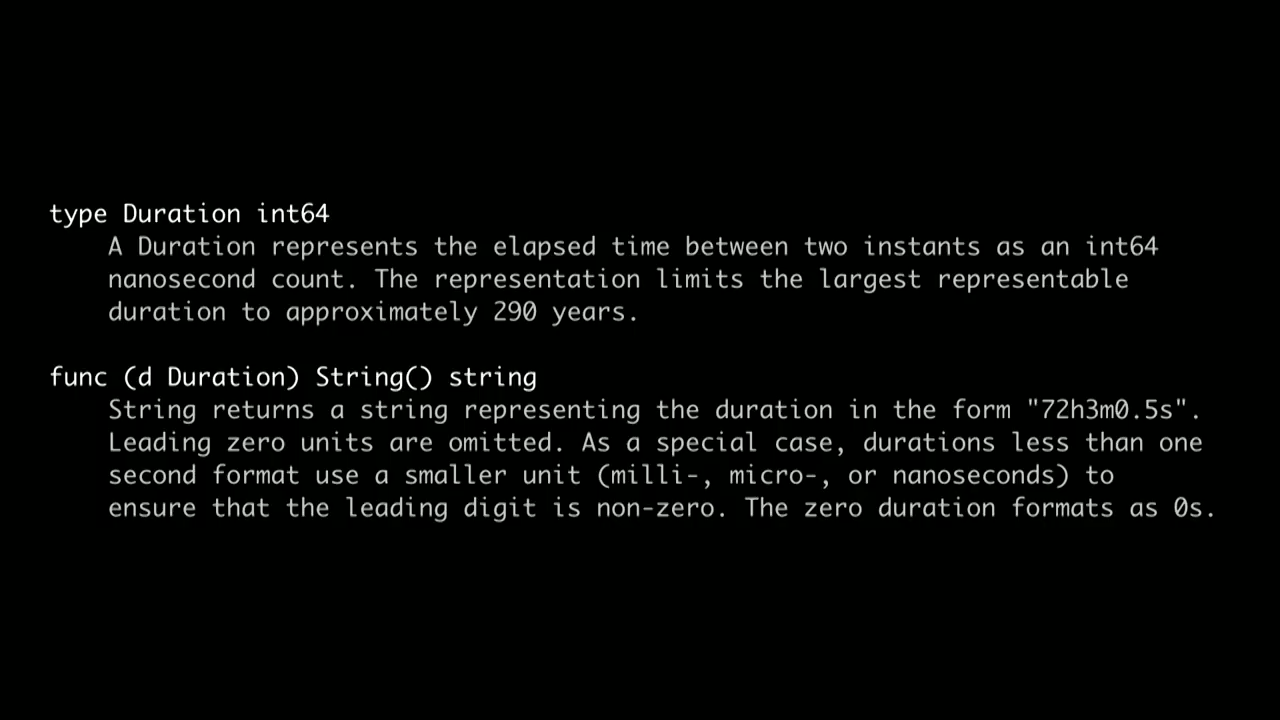 type Duration int64
A Duration represents the elapsed time between two instants as an int64
nanosecond count. The representation limits the largest representable
duration to approximately 290 years.
func (d Duration) String() string
String returns a string representing the duration in the form "72h3m0.5s".
Leading zero units are omitted. As a special case, durations less than one
second format use a smaller unit (milli-, micro-, or nanoseconds) to
ensure that the leading digit is non-zero. The zero duration formats as 0s.